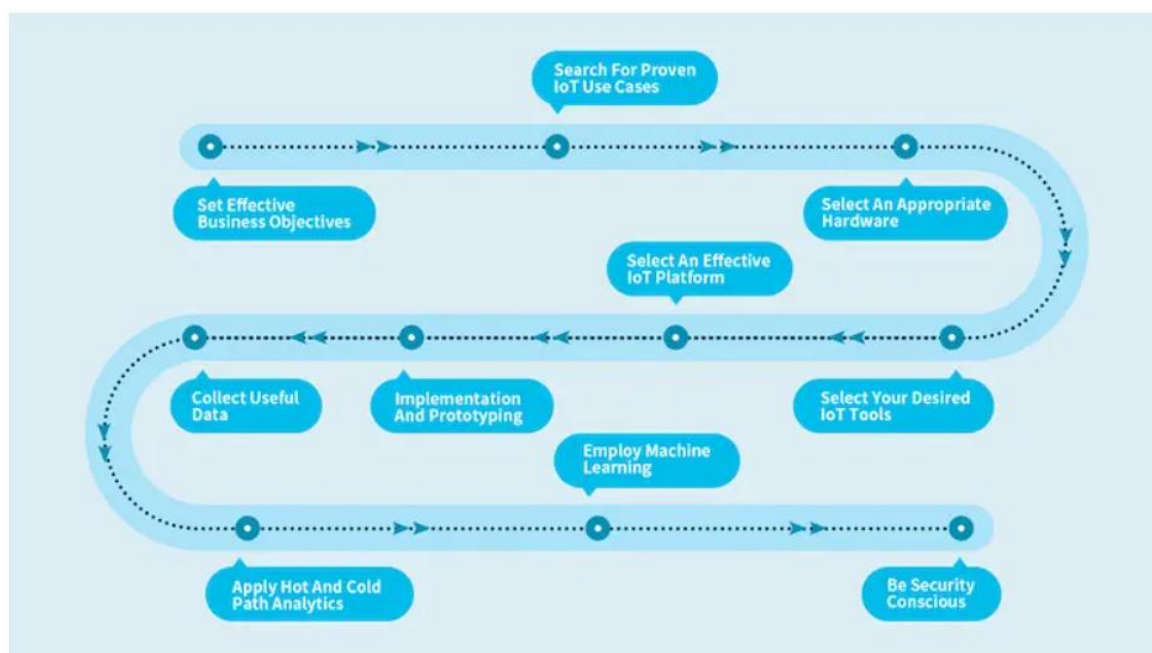 Search For Proven
IoT Use Cases
Set Effective
Business Objectives
Select An Appropriate
Hardware
Select An Effective
IoT Platform
Collect Useful
Data
Implementation
And Prototyping
Select Your Desired
IoT Tools
Employ Machine
Learning
Apply Hot And Cold
Path Analytics
Be Security
Conscious